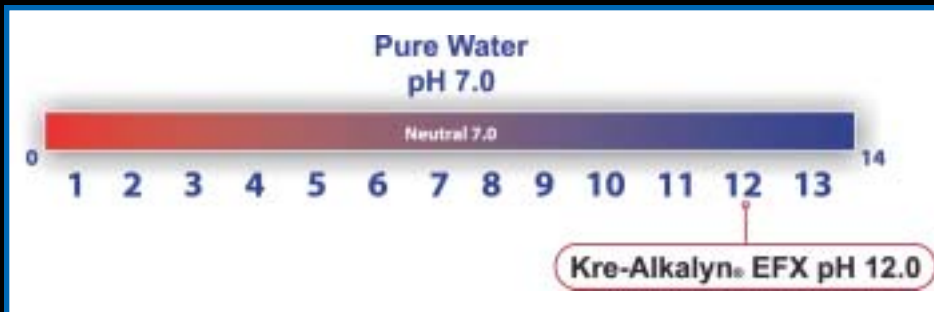 Pure Water
pH 7.0
Neutral 7.0
0 14
1 2 3 4 5 6 7 8 9 10 11 12 13
Kre-Alkalyn® EFX pH 12.0